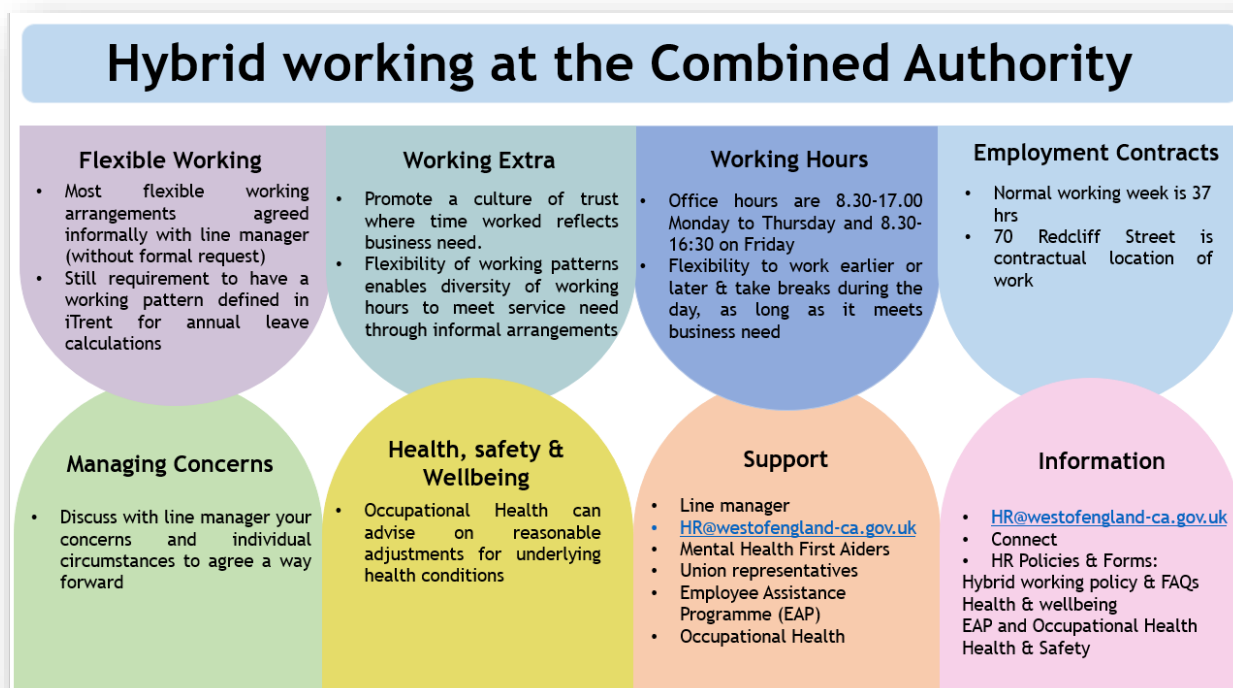 Hybrid working at the Combined Authority
Flexible Working
• Most flexible working
arrangements agreed
informally with line manager
(without formal request)
• Still requirement to have a
working pattern defined in
iTrent for annual leave
calculations
Working Extra
• Promote a culture of trust
where time worked reflects
business need.
• Flexibility of working patterns
enables diversity of working
hours to meet service need
through informal arrangements
Working Hours
• Office hours are 8.30-17.00
Monday to Thursday and 8.30-
16:30 on Friday
• Flexibility to work earlier or
later & take breaks during the
day, as long as it meets
business need
Employment Contracts
• Normal working week is 37
hrs
• 70 Redcliff Street is
contractual location of
work
Managing Concerns
• Discuss with line manager your
concerns and individual
circumstances to agree a way
forward
Health, safety &
Wellbeing
• Occupational Health can
advise on reasonable
adjustments for underlying
health conditions
Support
• Line manager
• HR@westofengland-ca.gov.uk
• Mental Health First Aiders
• Union representatives
• Employee Assistance
Programme (EAP)
• Occupational Health
Information
• HR@westofengland-ca.gov.uk
• Connect
• HR Policies & Forms:
Hybrid working policy & FAQs
Health & wellbeing
EAP and Occupational Health
Health & Safety